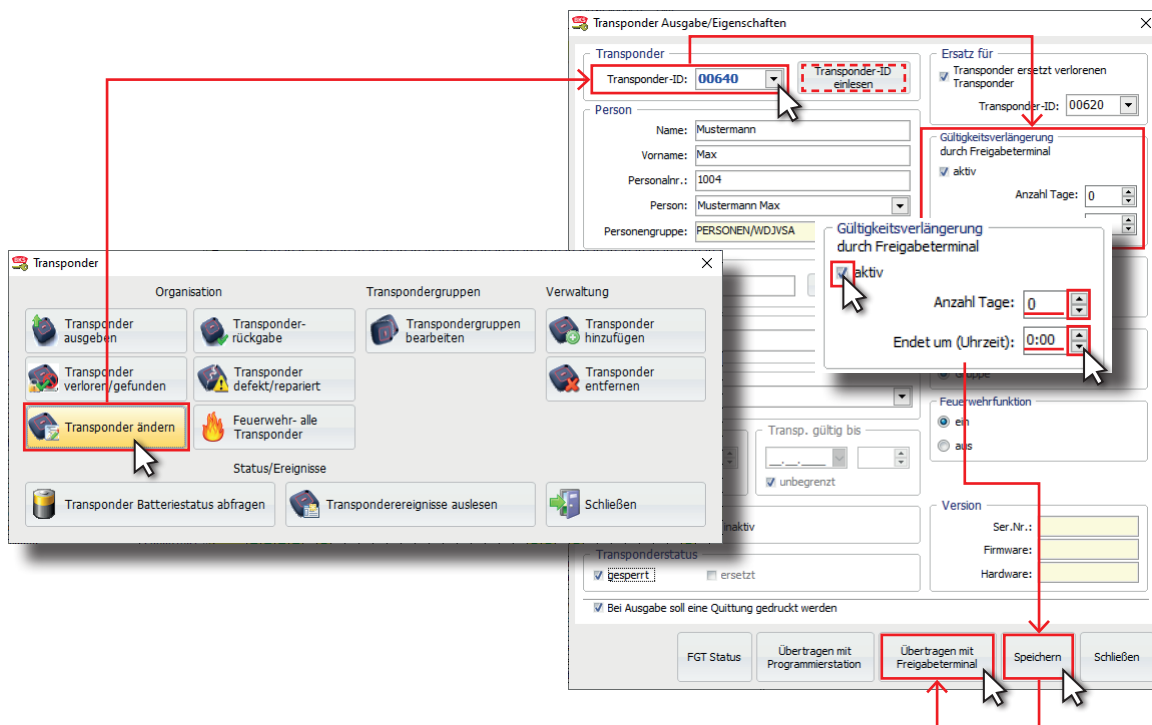 Transponder Ausgabe/Eigenschaften
Transponder
Transponder-ID:
00640
Transponder-ID
einlesen
Ersatz für
Transponder ersetzt verlorenen
Transponder
Transponder-ID:
00620
Person
Name:
Mustermann
Vorname:
Max
Personalnr.:
1004
Person:
Mustermann Max
Personengruppe:
PERSONEN/WDJVSA
Gültigkeitsverlängerung
durch Freigabeterminal
aktiv
Anzahl Tage:
0
Gültigkeitsverlängerung
durch Freigabeterminal
aktiv
Anzahl Tage:
0
Endet um (Uhrzeit):
0:00
Gruppe
Feuerwehrfunktion
ein
aus
Transp. gültig bis
__.__.____
unbegrenzt
inaktiv
Version
Ser.Nr.:
Firmware:
Hardware:
Transponderstatus
gesperrt
ersetzt
Bei Ausgabe soll eine Quittung gedruckt werden
FGT Status
Übertragen mit
Programmierstation
Übertragen mit
Freigabeterminal
Speichern
Schließen
BKS
Transponder
Organisation
Transpondergruppen
Verwaltung
Transponder
ausgeben
Transponder-
rückgabe
Transpondergruppen
bearbeiten
Transponder
hinzufügen
Transponder
verloren/gefunden
Transponder
defekt/repariert
Transponder
entfernen
Transponder ändern
Feuerwehr- alle
Transponder
Status/Ereignisse
Transponder Batteriestatus abfragen
Transponderereignisse auslesen
Schließen